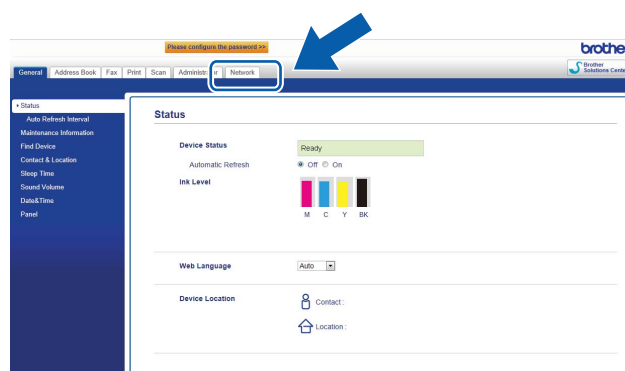 Please configure the password >>
brothe
General Address Book Fax Print Scan Administr or Network
Brother
Solutions Cente
Status
Auto Refresh Interval
Maintenance Information
Find Device
Contact & Location
Sleep Time
Sound Volume
Date&Time
Panel
Status
Device Status Ready
Automatic Refresh Off On
Ink Level
M C Y BK
Web Language Auto
Device Location Contact :
Location :